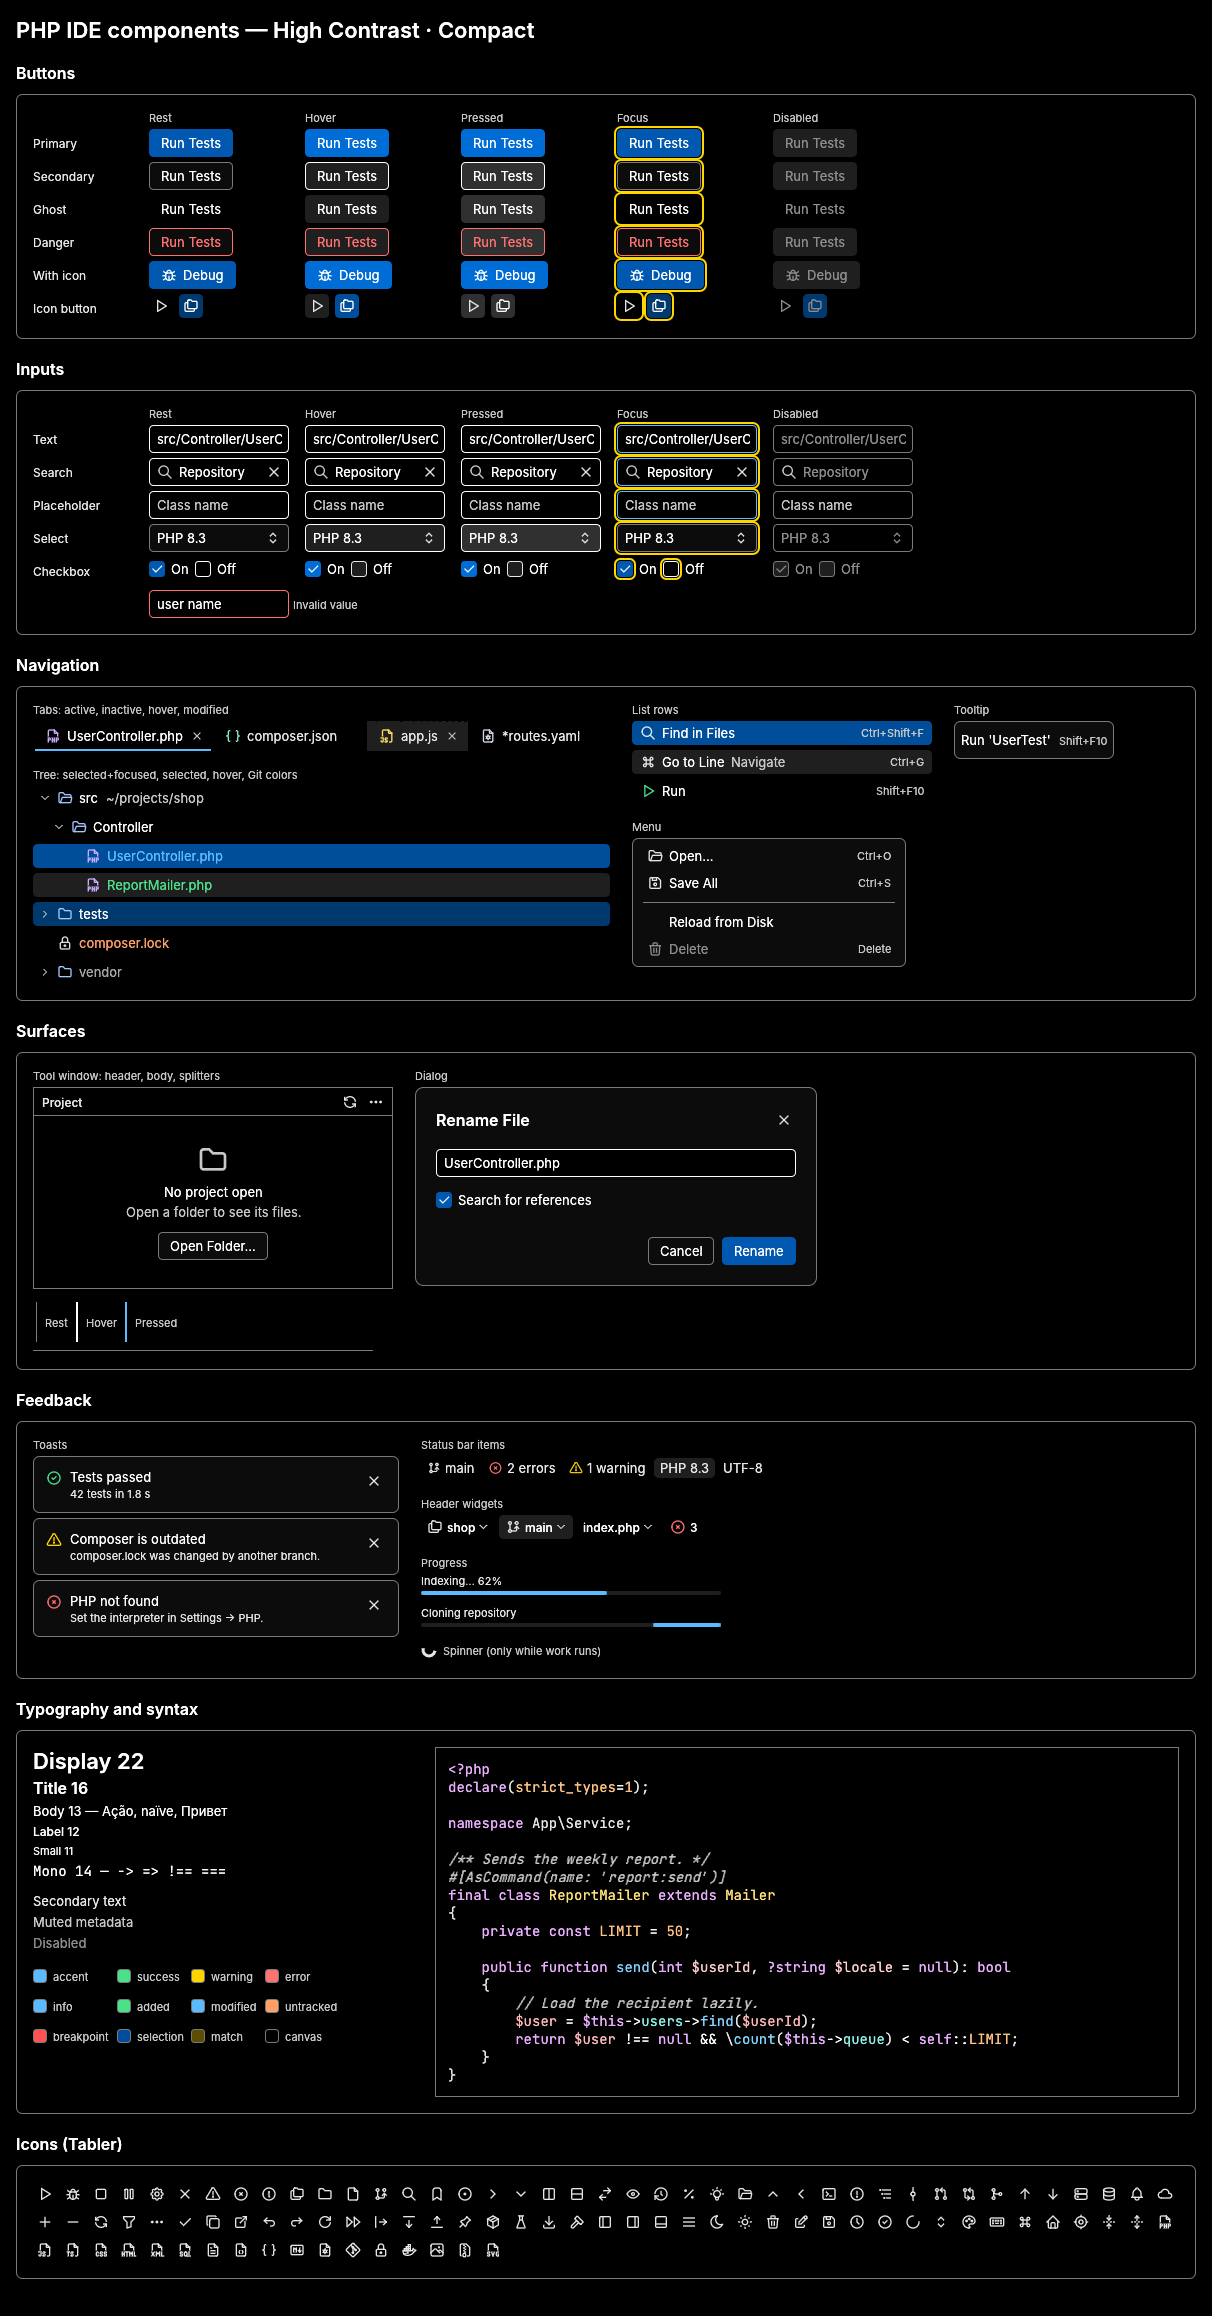 PHP IDE components — High Contrast · Compact
Buttons
Rest Hover Pressed Focus Disabled
Primary Run Tests Run Tests Run Tests Run Tests Run Tests
Secondary Run Tests Run Tests Run Tests Run Tests Run Tests
Ghost Run Tests Run Tests Run Tests Run Tests Run Tests
Danger Run Tests Run Tests Run Tests Run Tests Run Tests
With icon Debug Debug Debug Debug Debug
Icon button
Inputs
Rest Hover Pressed Focus Disabled
Text src/Controller/UserC src/Controller/UserC src/Controller/UserC src/Controller/UserC src/Controller/UserC
Search Repository Repository Repository Repository Repository
Placeholder Class name Class name Class name Class name Class name
Select PHP 8.3 PHP 8.3 PHP 8.3 PHP 8.3 PHP 8.3
Checkbox On Off On Off On Off On Off On Off
user name Invalid value
Navigation
Tabs: active, inactive, hover, modified
UserController.php composer.json app.js *routes.yaml
Tree: selected+focused, selected, hover, Git colors
src ~/projects/shop
Controller
UserController.php
ReportMailer.php
tests
composer.lock
vendor
List rows
Find in Files Ctrl+Shift+F
Go to Line Navigate Ctrl+G
Run Shift+F10
Menu
Open... Ctrl+O
Save All Ctrl+S
Reload from Disk
Delete Delete
Tooltip
Run 'UserTest' Shift+F10
Surfaces
Tool window: header, body, splitters
Project
No project open
Open a folder to see its files.
Open Folder...
Rest Hover Pressed
Dialog
Rename File
UserController.php
Search for references
Cancel Rename
Feedback
Toasts
Tests passed
42 tests in 1.8 s
Composer is outdated
composer.lock was changed by another branch.
PHP not found
Set the interpreter in Settings → PHP.
Status bar items
main 2 errors 1 warning PHP 8.3 UTF-8
Header widgets
shop main index.php 3
Progress
Indexing... 62%
Cloning repository
Spinner (only while work runs)
Typography and syntax
Display 22
Title 16
Body 13 — Ação, naïve, Привет
Label 12
Small 11
Mono 14 — -> => !== ===
Secondary text
Muted metadata
Disabled
accent success warning error
info added modified untracked
breakpoint selection match canvas
<?php
declare(strict_types=1);
namespace App\Service;
/** Sends the weekly report. */
#[AsCommand(name: 'report:send')]
final class ReportMailer extends Mailer
{
private const LIMIT = 50;
public function send(int $userId, ?string $locale = null): bool
{
// Load the recipient lazily.
$user = $this->users->find($userId);
return $user !== null && \count($this->queue) < self::LIMIT;
}
}
Icons (Tabler)
PHP
JS TS CSS HTML XML SQL SVG